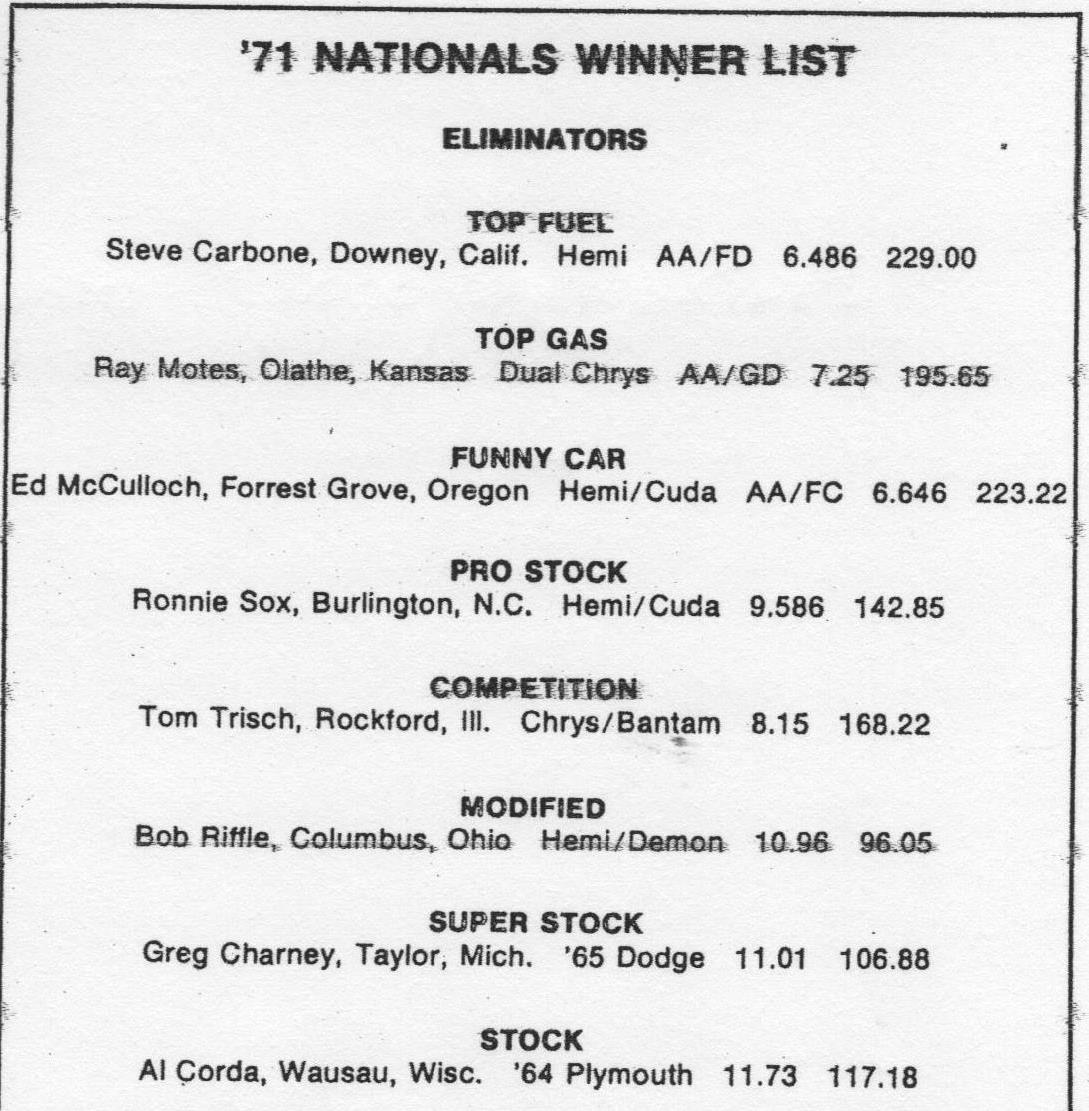 '71 NATIONALS WINNER LIST
ELIMINATORS
TOP FUEL
Steve Carbone, Downey, Calif. Hemi AA/FD 6.486 229.00
TOP GAS
Ray Motes, Olathe, Kansas Dual Chrys AA/GD 7.25 195.65
FUNNY CAR
Ed McCulloch, Forrest Grove, Oregon Hemi/Cuda AA/FC 6.646 223.22
PRO STOCK
Ronnie Sox, Burlington, N.C. Hemi/Cuda 9.586 142.85
COMPETITION
Tom Trisch, Rockford, Ill. Chrys/Bantam 8.15 168.22
MODIFIED
Bob Riffle, Columbus, Ohio Hemi/Demon 10.96 96.05
SUPER STOCK
Greg Charney, Taylor, Mich. '65 Dodge 11.01 106.88
STOCK
Al Corda, Wausau, Wisc. '64 Plymouth 11.73 117.18